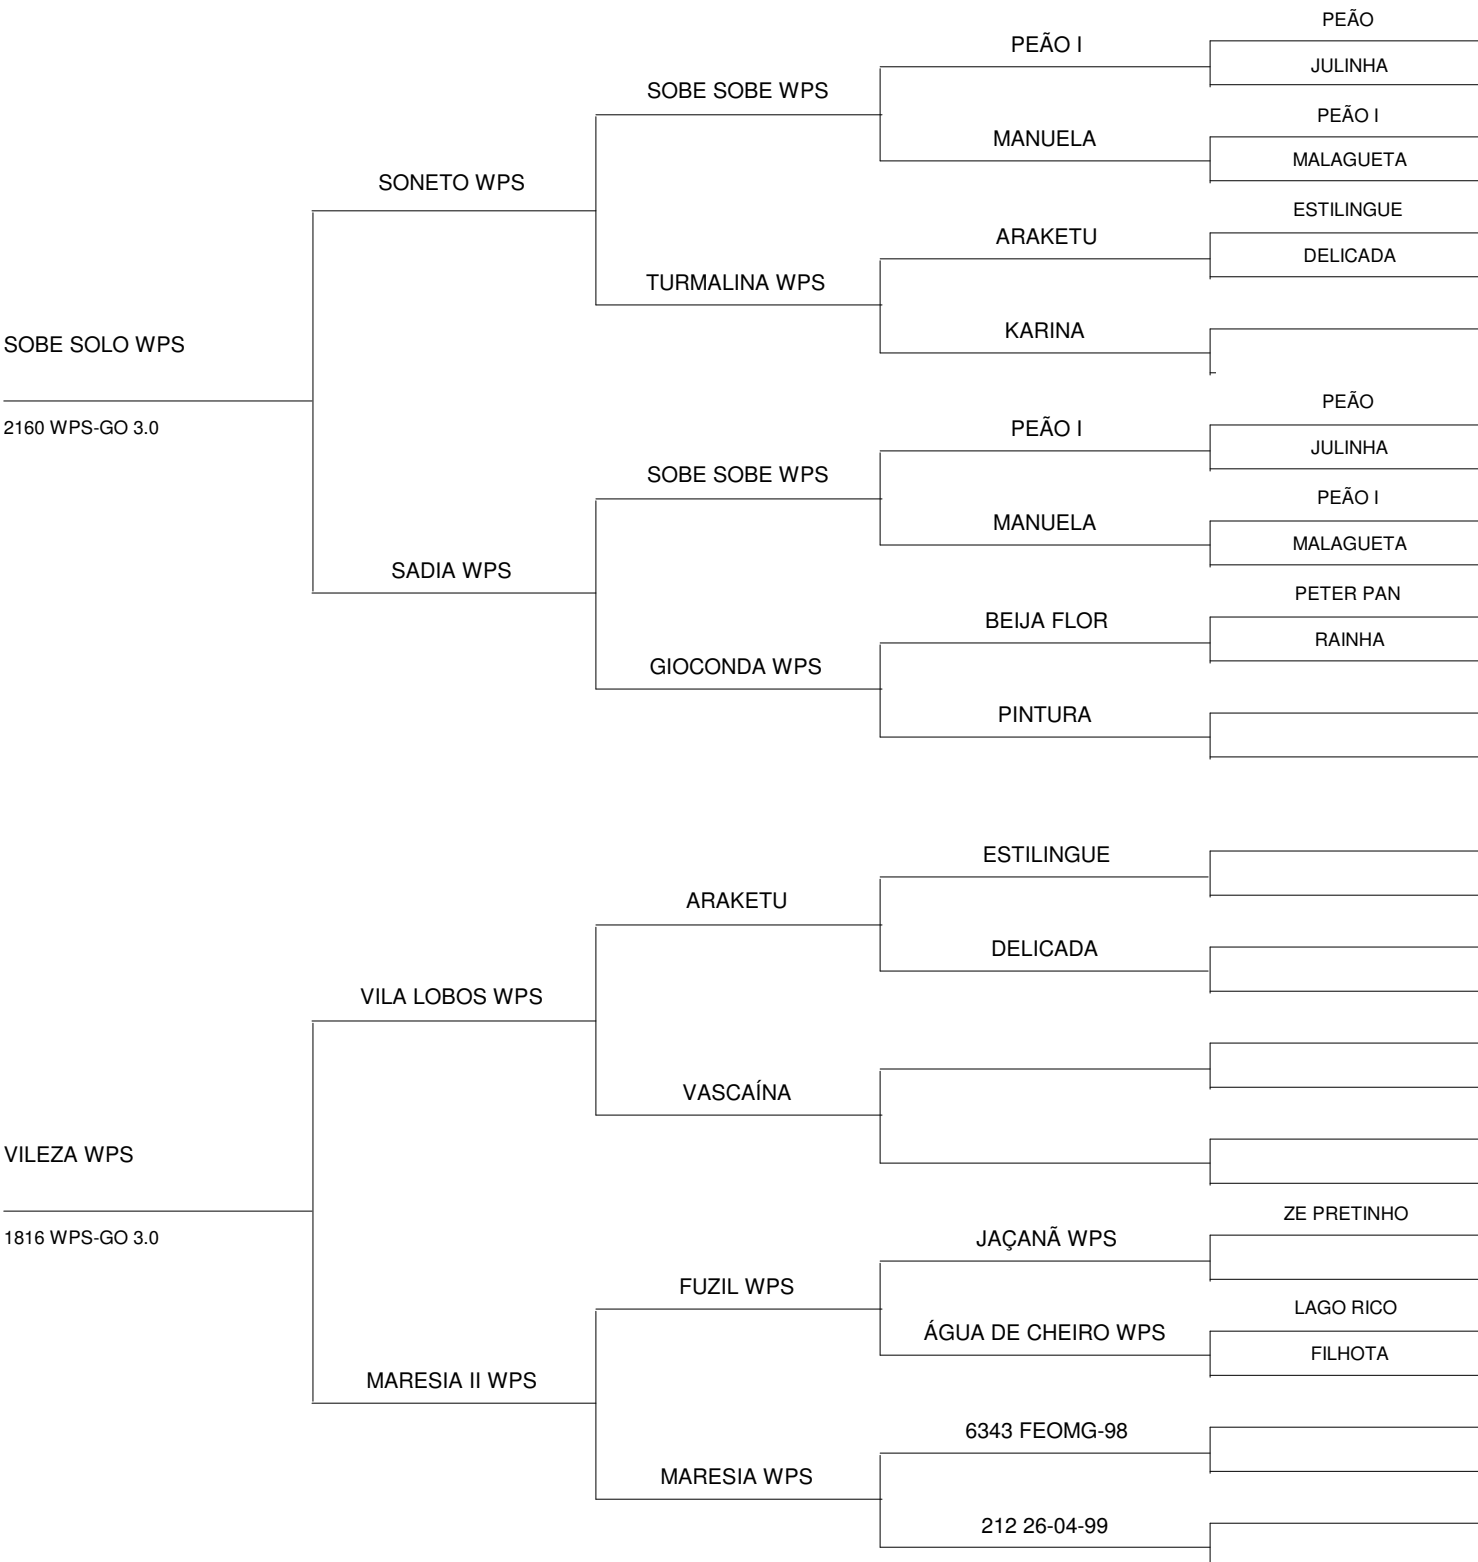 PEÃO
PEÃO I
JULINHA
SOBE SOBE WPS
PEÃO I
MANUELA
MALAGUETA
SONETO WPS
ESTILINGUE
ARAKETU
DELICADA
TURMALINA WPS
KARINA
SOBE SOLO WPS
2160 WPS-GO 3.0
PEÃO
PEÃO I
JULINHA
SOBE SOBE WPS
PEÃO I
MANUELA
MALAGUETA
SADIA WPS
PETER PAN
BEIJA FLOR
RAINHA
GIOCONDA WPS
PINTURA
ESTILINGUE
ARAKETU
DELICADA
VILA LOBOS WPS
VASCAÍNA
VILEZA WPS
1816 WPS-GO 3.0
ZE PRETINHO
JAÇANÃ WPS
FUZIL WPS
LAGO RICO
ÁGUA DE CHEIRO WPS
FILHOTA
MARESIA II WPS
6343 FEOMG-98
MARESIA WPS
212 26-04-99